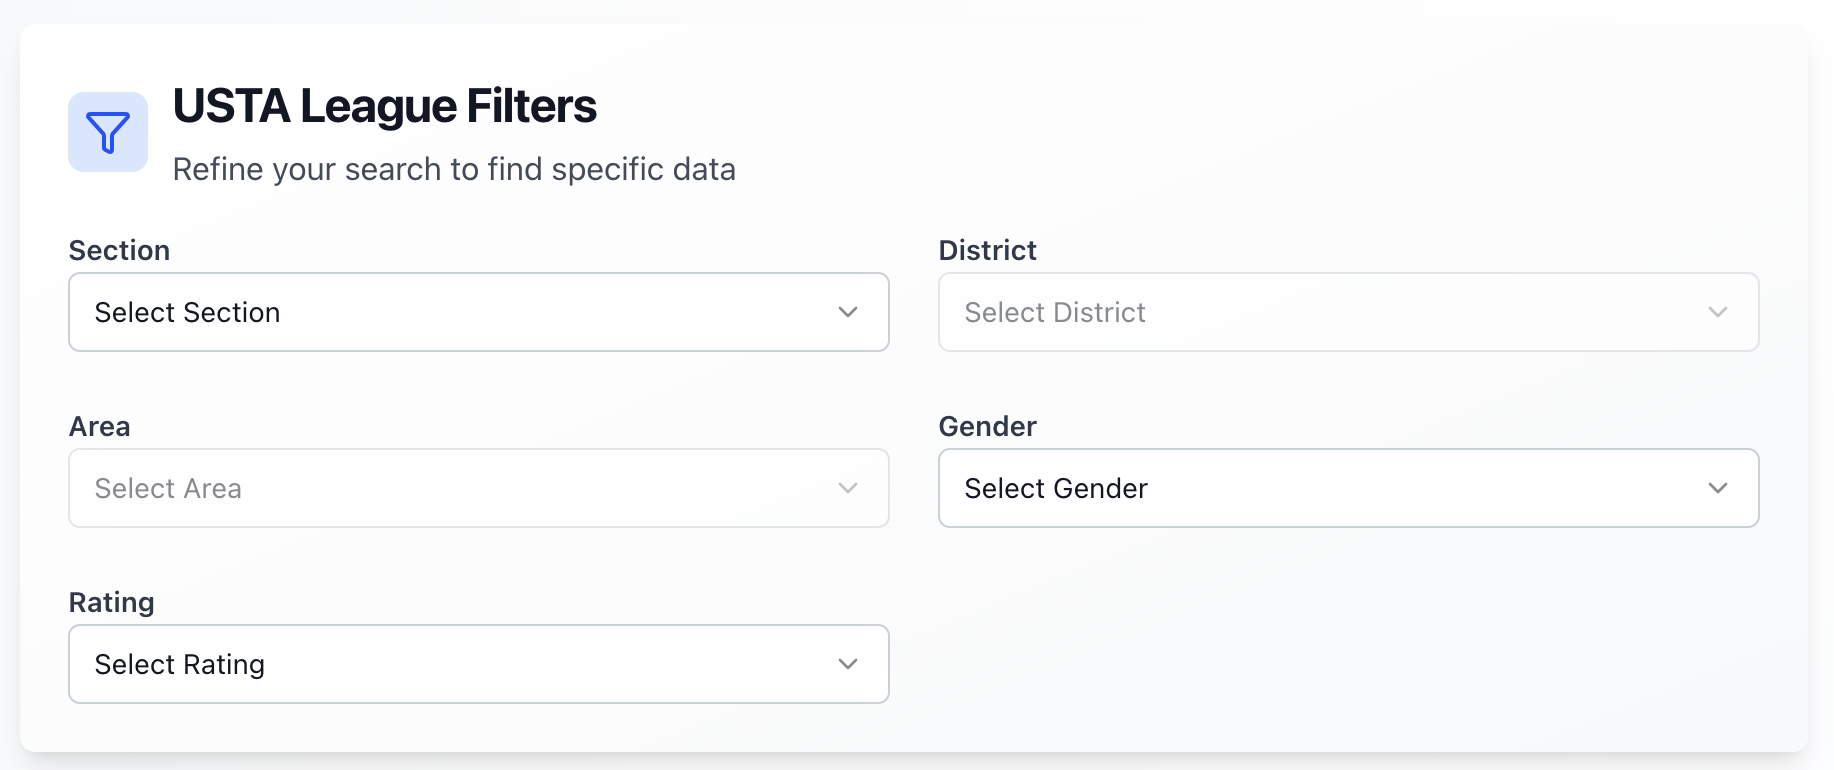 USTA League Filters
Refine your search to find specific data
Section
Select Section
District
Select District
Area
Select Area
Gender
Select Gender
Rating
Select Rating